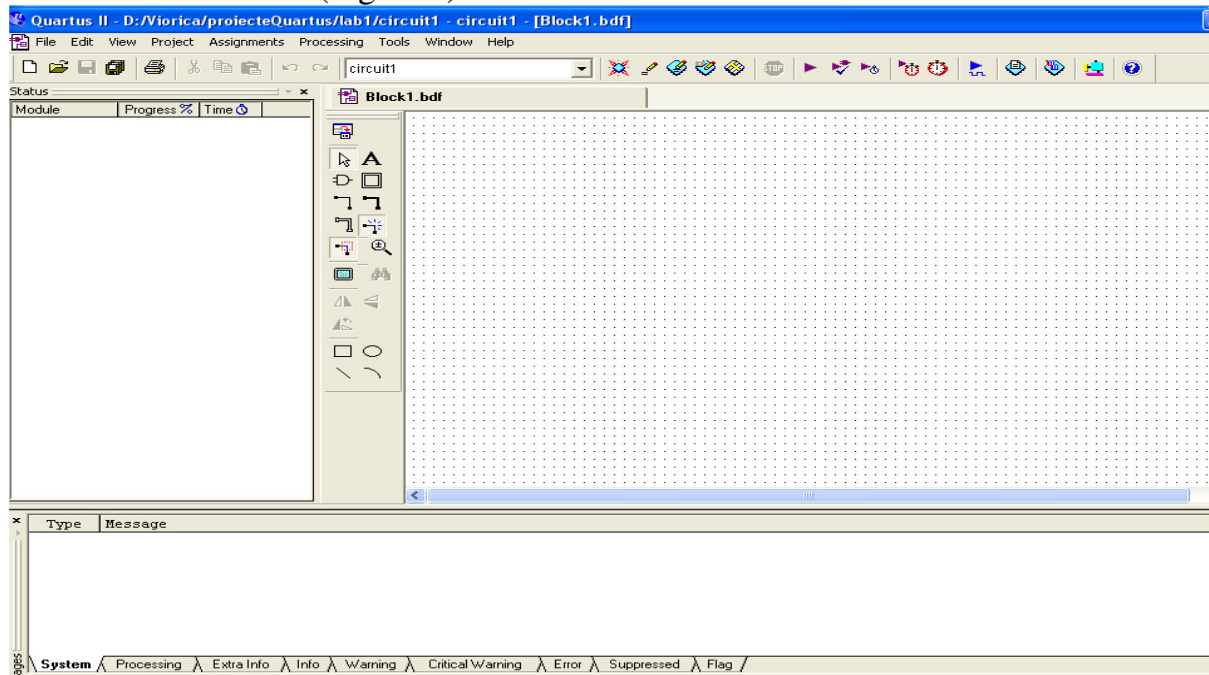 Quartus II - D:/Viorica/proiecteQuartus/lab1/circuit1 - circuit1 - [Block1.bdf]
File Edit View Project Assignments Processing Tools Window Help
circuit1
STOP
Status
Block1.bdf
Module Progress % Time
A
Type Message
System Processing Extra Info Info Warning Critical Warning Error Suppressed Flag